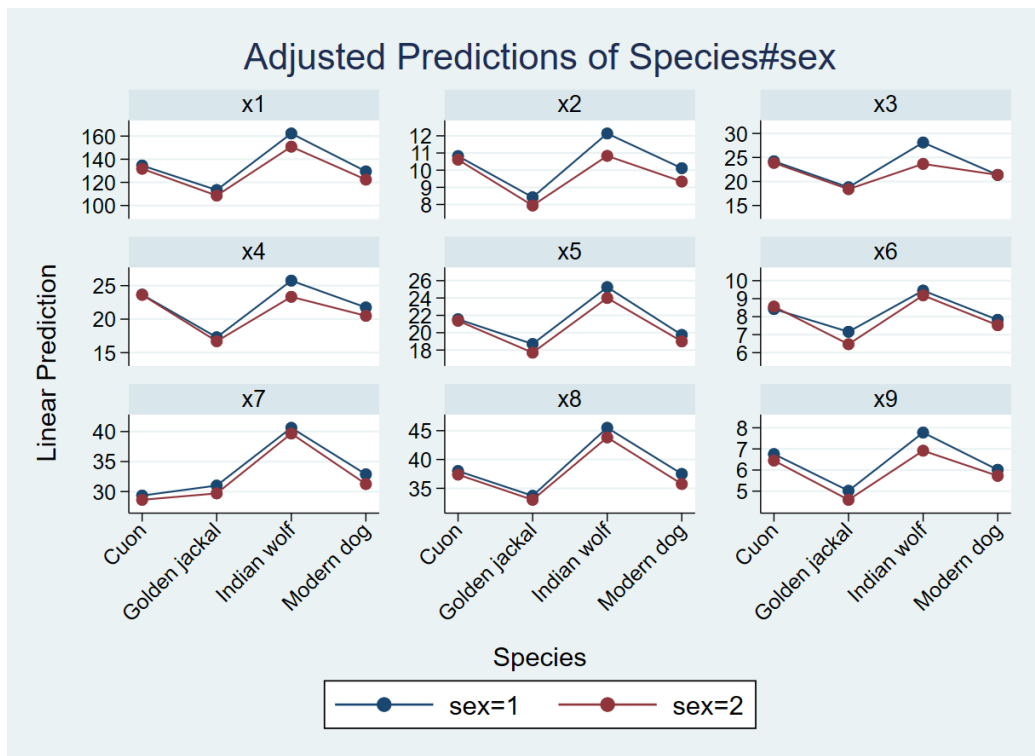 Adjusted Predictions of Species#sex
x1
x2
x3
160
140
120
100
12
11
10
9
8
30
25
20
15
x4
x5
x6
25
20
15
26
24
22
20
18
10
9
8
7
6
x7
x8
x9
40
35
30
45
40
35
8
7
6
5
Linear Prediction
Cuon
Golden jackal
Indian wolf
Modern dog
Cuon
Golden jackal
Indian wolf
Modern dog
Cuon
Golden jackal
Indian wolf
Modern dog
Species
sex=1
sex=2